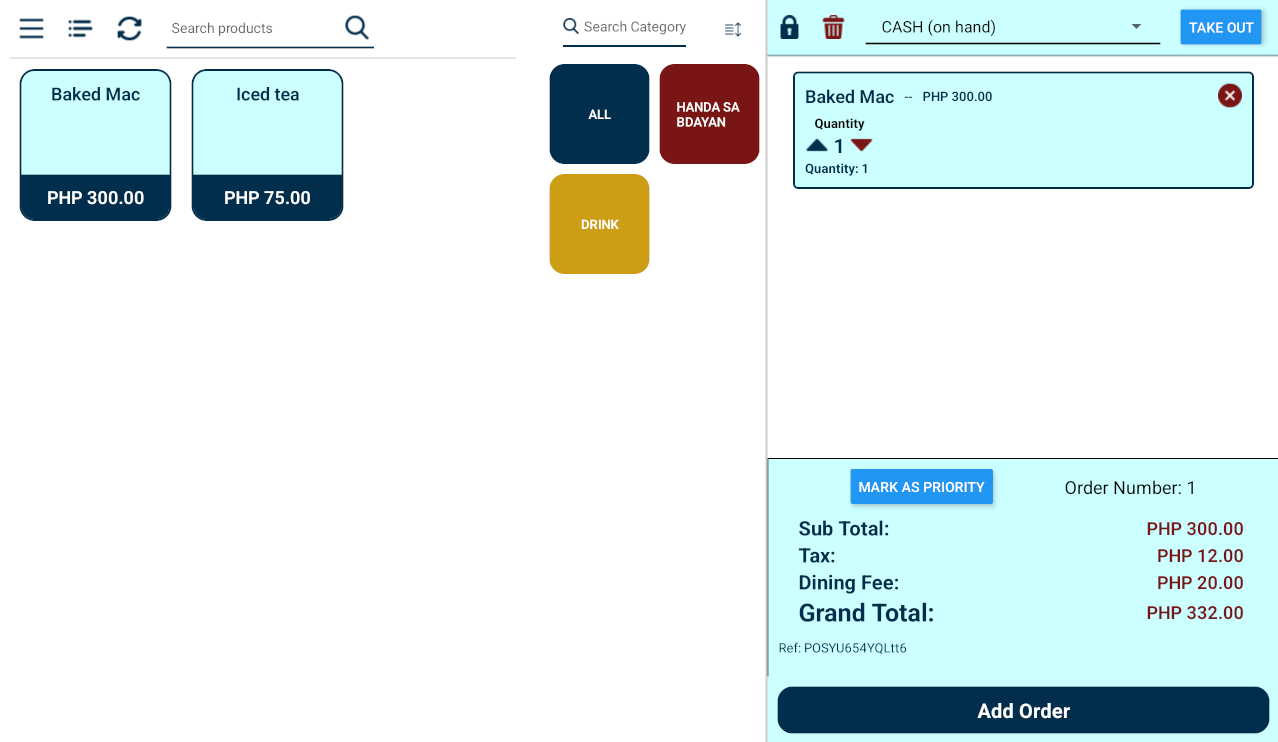 Search products
Baked Mac
PHP 300.00
Iced tea
PHP 75.00
Search Category
ALL
HANDA SA
BDAYAN
DRINK
CASH (on hand)
TAKE OUT
Baked Mac -- PHP 300.00
Quantity
1
Quantity: 1
MARK AS PRIORITY
Order Number: 1
Sub Total: PHP 300.00
Tax: PHP 12.00
Dining Fee: PHP 20.00
Grand Total: PHP 332.00
Ref: POSYU654YQLtt6
Add Order